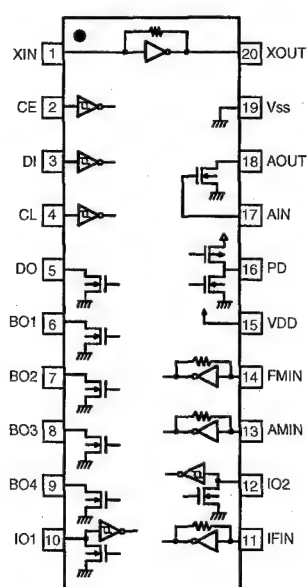 XIN 1 20 XOUT
CE 2 19 Vss
DI 3 18 AOUT
CL 4 17 AIN
DO 5 16 PD
BO1 6 15 VDD
BO2 7 14 FMIN
BO3 8 13 AMIN
BO4 9 12 IO2
IO1 10 11 IFIN